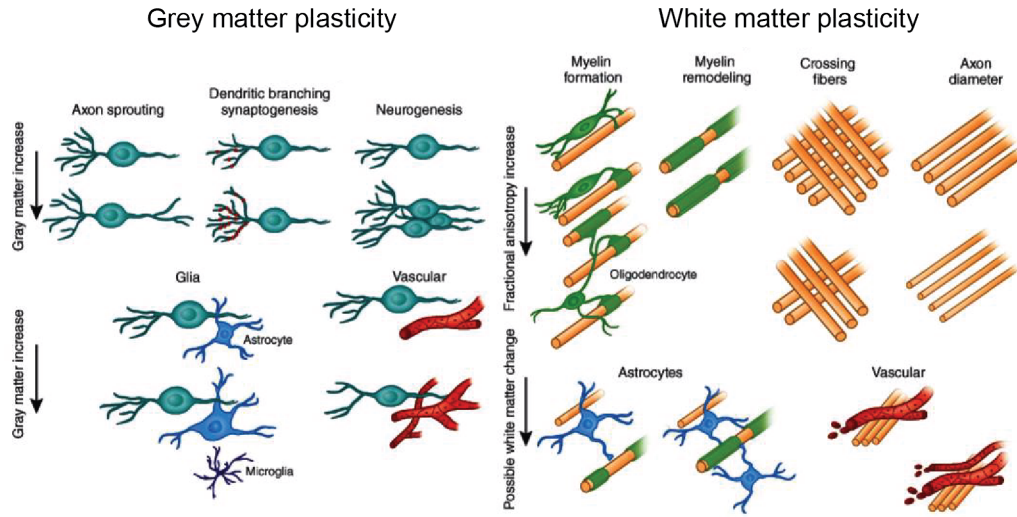 Grey matter plasticity
Axon sprouting
Dendritic branching
synaptogenesis
Neurogenesis
Gray matter increase
Glia
Vascular
Astrocyte
Gray matter increase
Microglia
White matter plasticity
Myelin
formation
Myelin
remodeling
Crossing
fibers
Axon
diameter
Fractional anisotropy increase
Oligodendrocyte
Possible white matter change
Astrocytes
Vascular